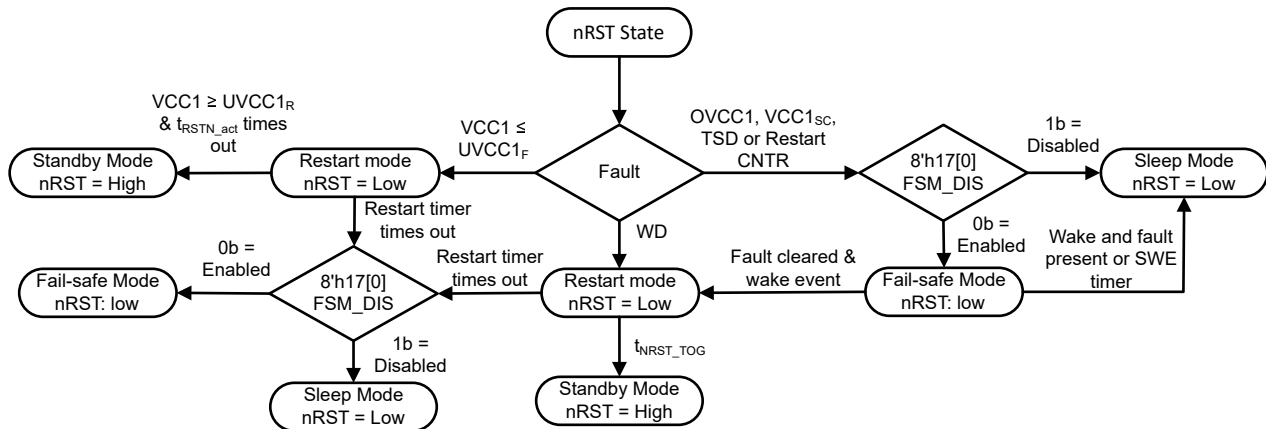 nRST State
VCC1 ≥ UVCC1R
& tRSTN_act times
out
VCC1 ≤
UVCC1F
OVCC1, VCC1SC,
TSD or Restart
CNTR
1b =
Disabled
Standby Mode
nRST = High
Restart mode
nRST = Low
Fault
8'h17[0]
FSM_DIS
Sleep Mode
nRST = Low
Restart timer
times out
WD
0b =
Enabled
Wake and fault
present or SWE
timer
0b =
Enabled
Restart timer
times out
Fault cleared &
wake event
Fail-safe Mode
nRST: low
8'h17[0]
FSM_DIS
Restart mode
nRST = Low
Fail-safe Mode
nRST: low
1b =
Disabled
tNRST_TOG
Sleep Mode
nRST = Low
Standby Mode
nRST = High